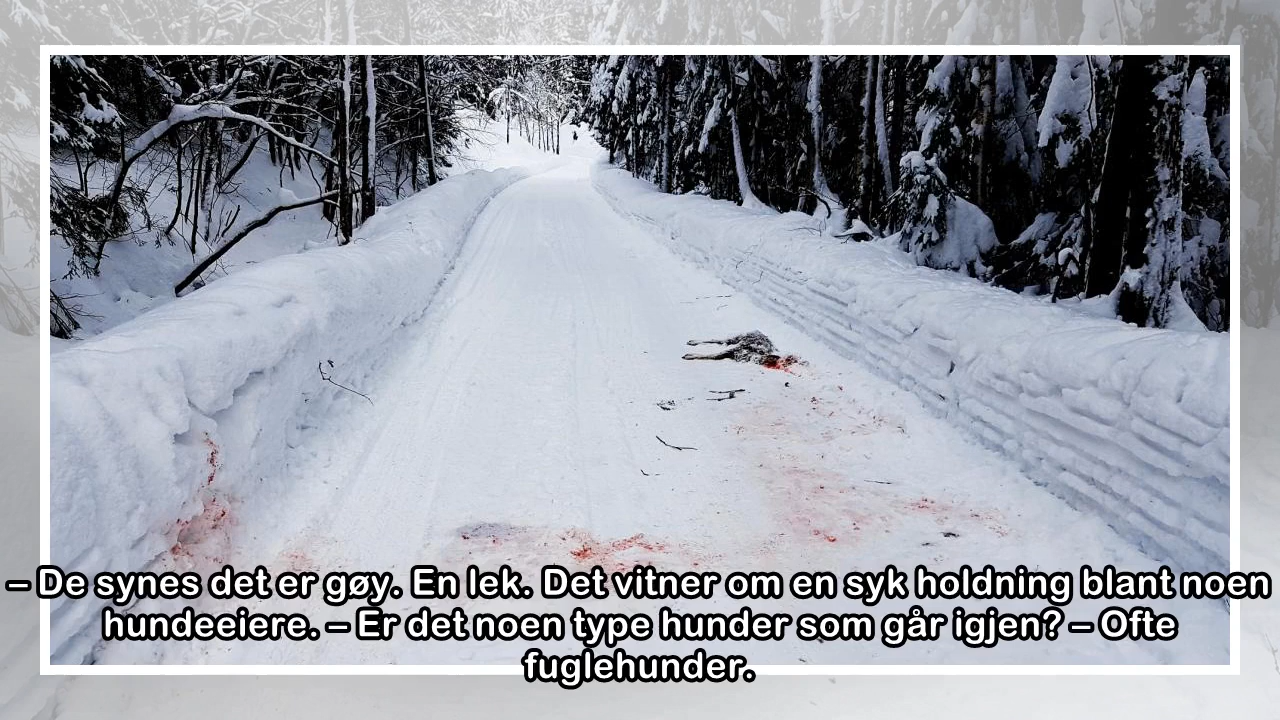 – De synes det er gøy. En lek. Det vitner om en syk holdning blant noen
hundeeiere. – Er det noen type hunder som går igjen? – Ofte
fuglehunder.